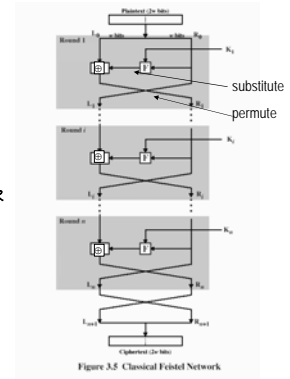 Plaintext (2w bits)
L0 w bits w bits R0
Round 1
K1
⊕ F
substitute
permute
L1 R1
Round i
Ki
⊕ F
Li Ri
Round n
Kn
⊕ F
Ln Rn
Ln+1 Rn+1
Ciphertext (2w bits)
Figure 3.5 Classical Feistel Network